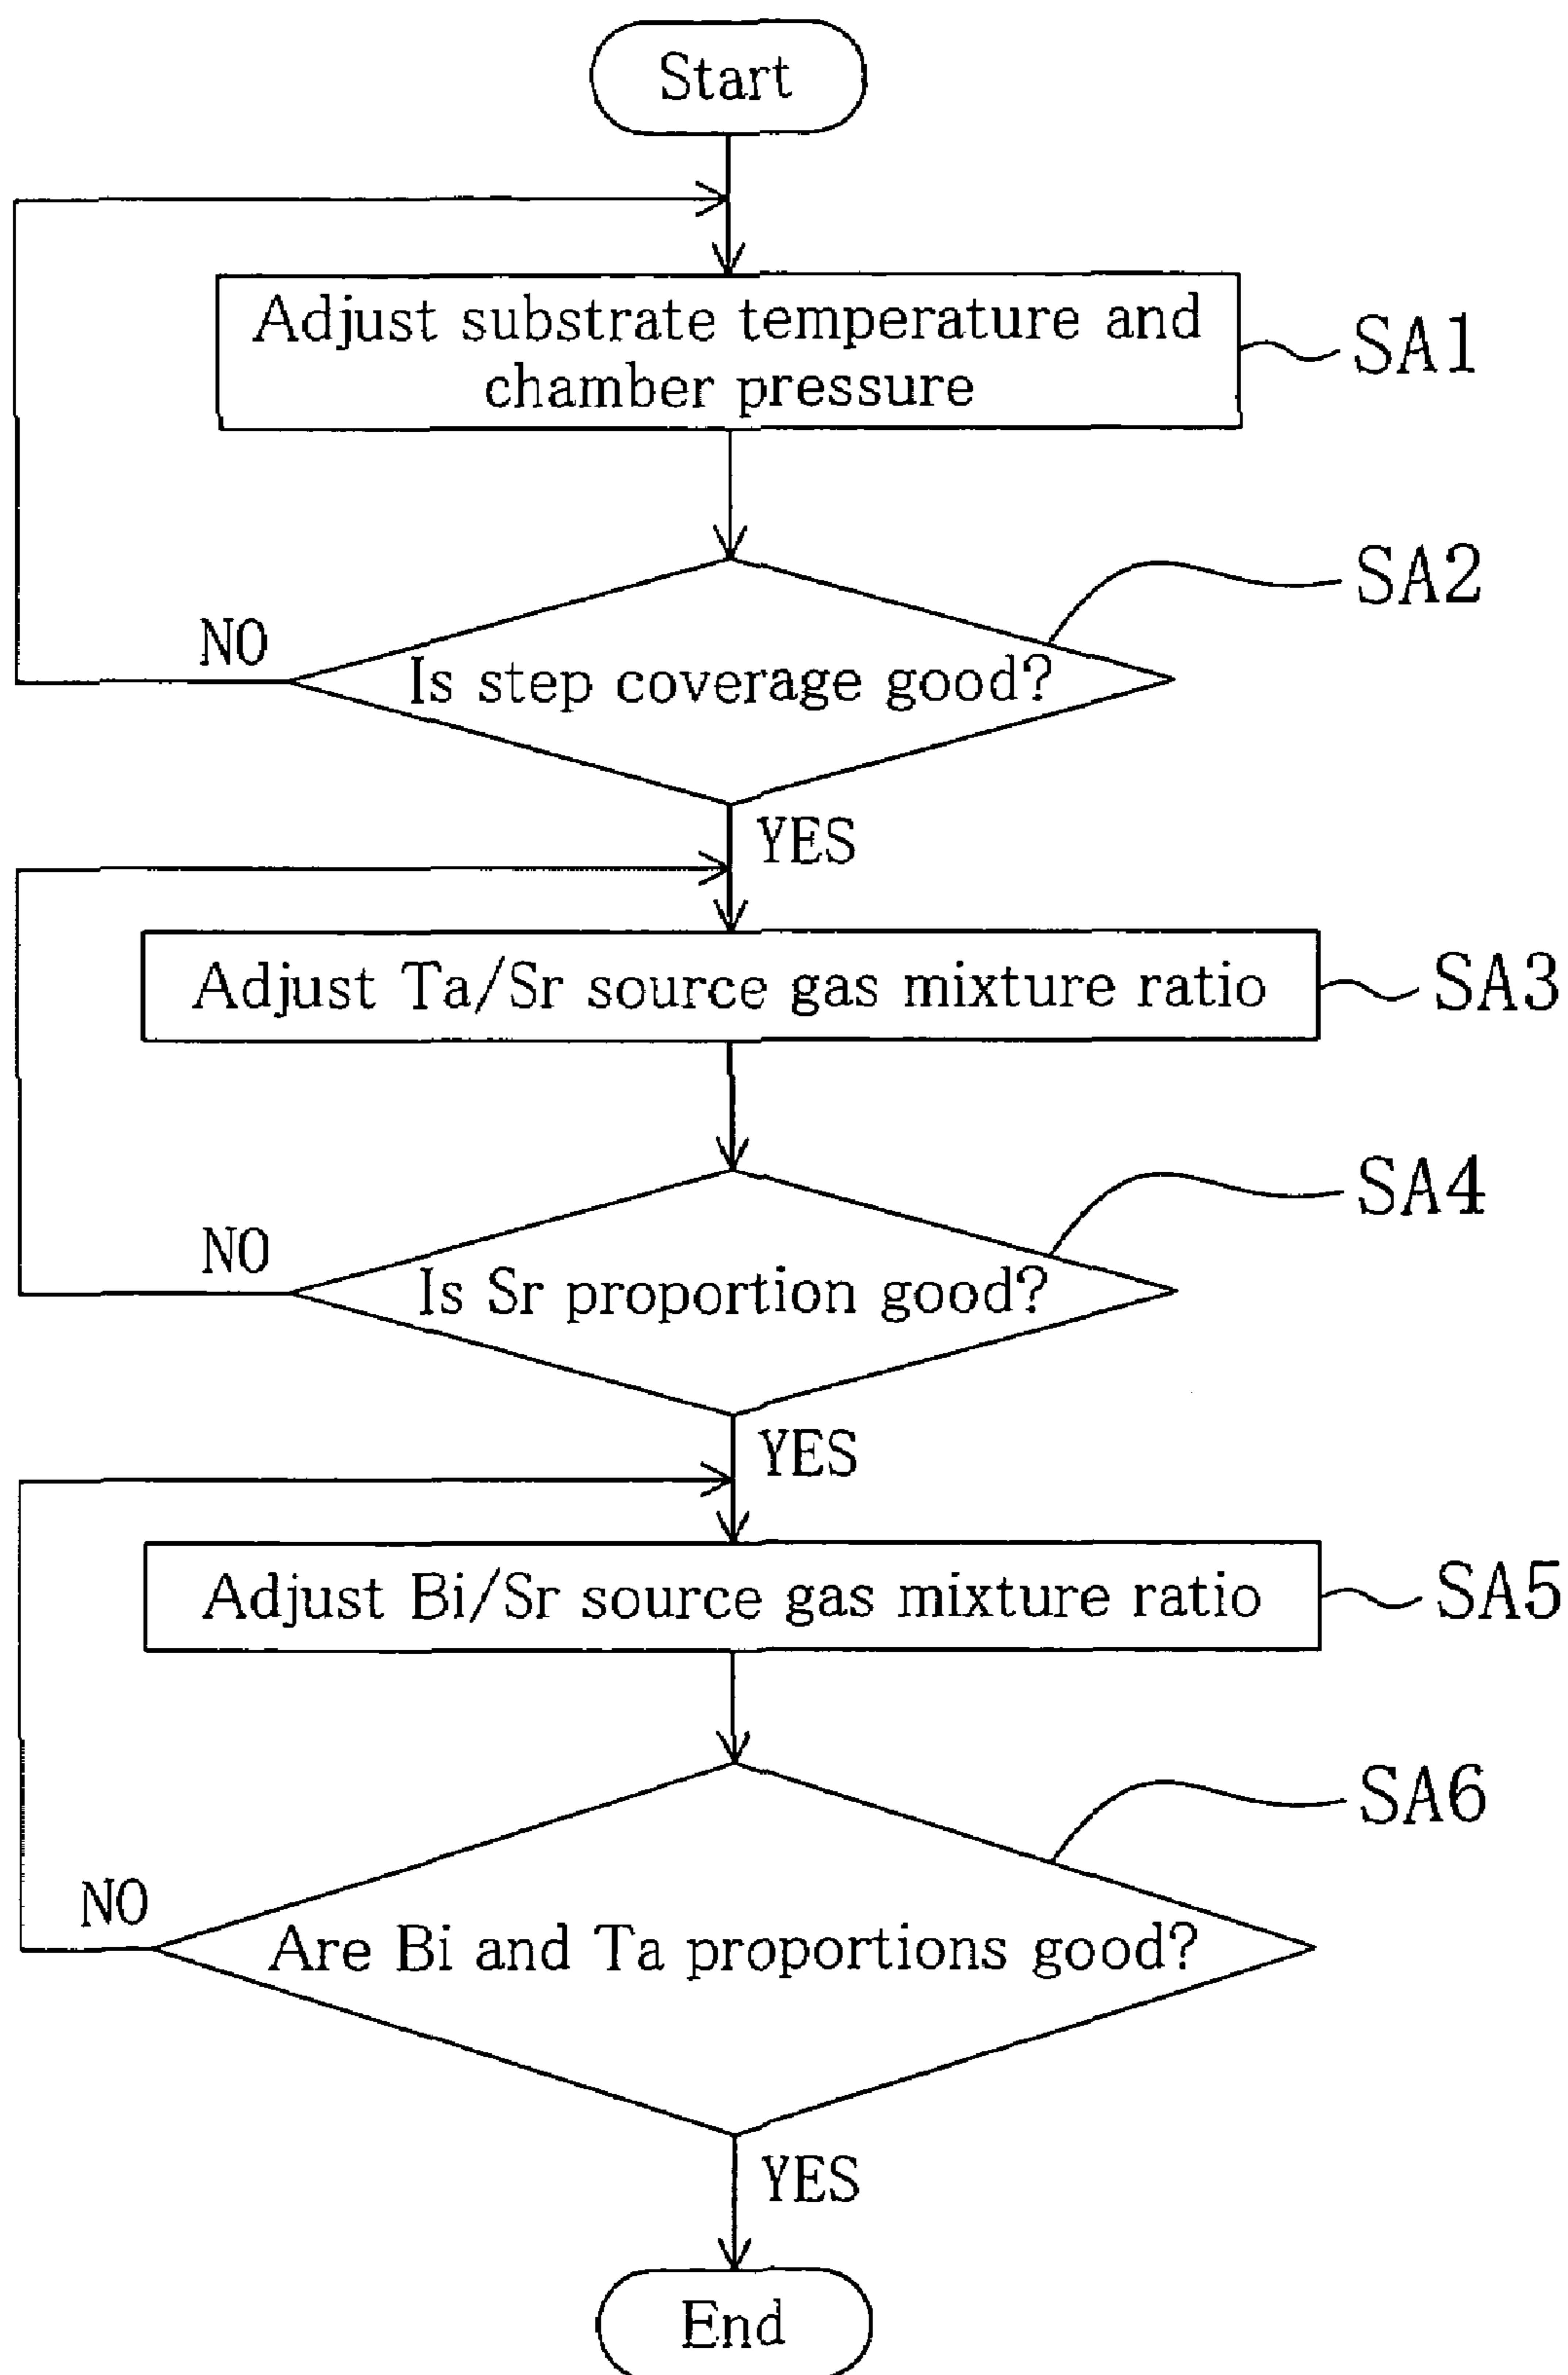 Start
Adjust substrate temperature and
chamber pressure
SA1
SA2
NO
Is step coverage good?
YES
Adjust Ta/Sr source gas mixture ratio
SA3
SA4
NO
Is Sr proportion good?
YES
Adjust Bi/Sr source gas mixture ratio
SA5
SA6
NO
Are Bi and Ta proportions good?
YES
End